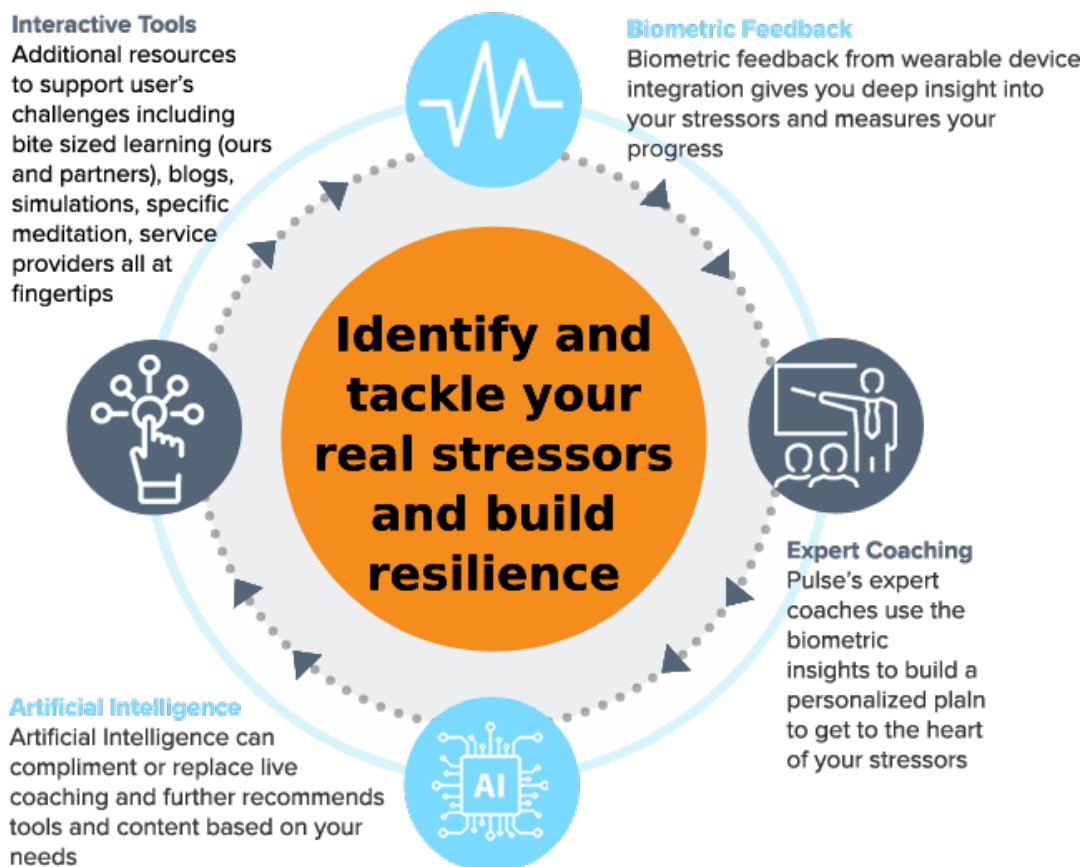 Interactive Tools
Additional resources
to support user's
challenges including
bite sized learning (ours
and partners), blogs,
simulations, specific
meditation, service
providers all at
fingertips
Biometric Feedback
Biometric feedback from wearable device
integration gives you deep insight into
your stressors and measures your
progress
Identify and
tackle your
real stressors
and build
resilience
Expert Coaching
Pulse's expert
coaches use the
biometric
insights to build a
personalized plaln
to get to the heart
of your stressors
Artificial Intelligence
Artificial Intelligence can
compliment or replace live
coaching and further recommends
tools and content based on your
needs
AI